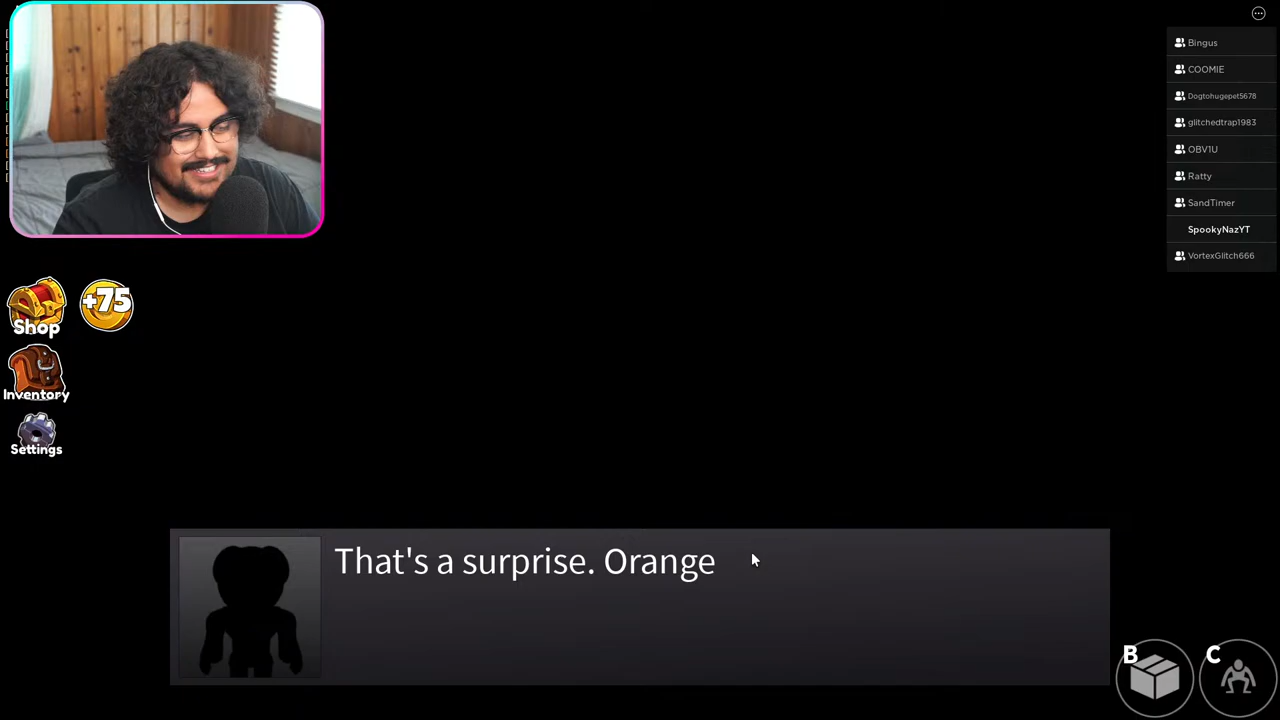 Bingus
COOMIE
Dogtohugepet5678
glitchedtrap1983
OBV1U
Ratty
SandTimer
SpookyNazYT
VortexGlitch666
+75
Shop
Inventory
Settings
That's a surprise. Orange
B
C